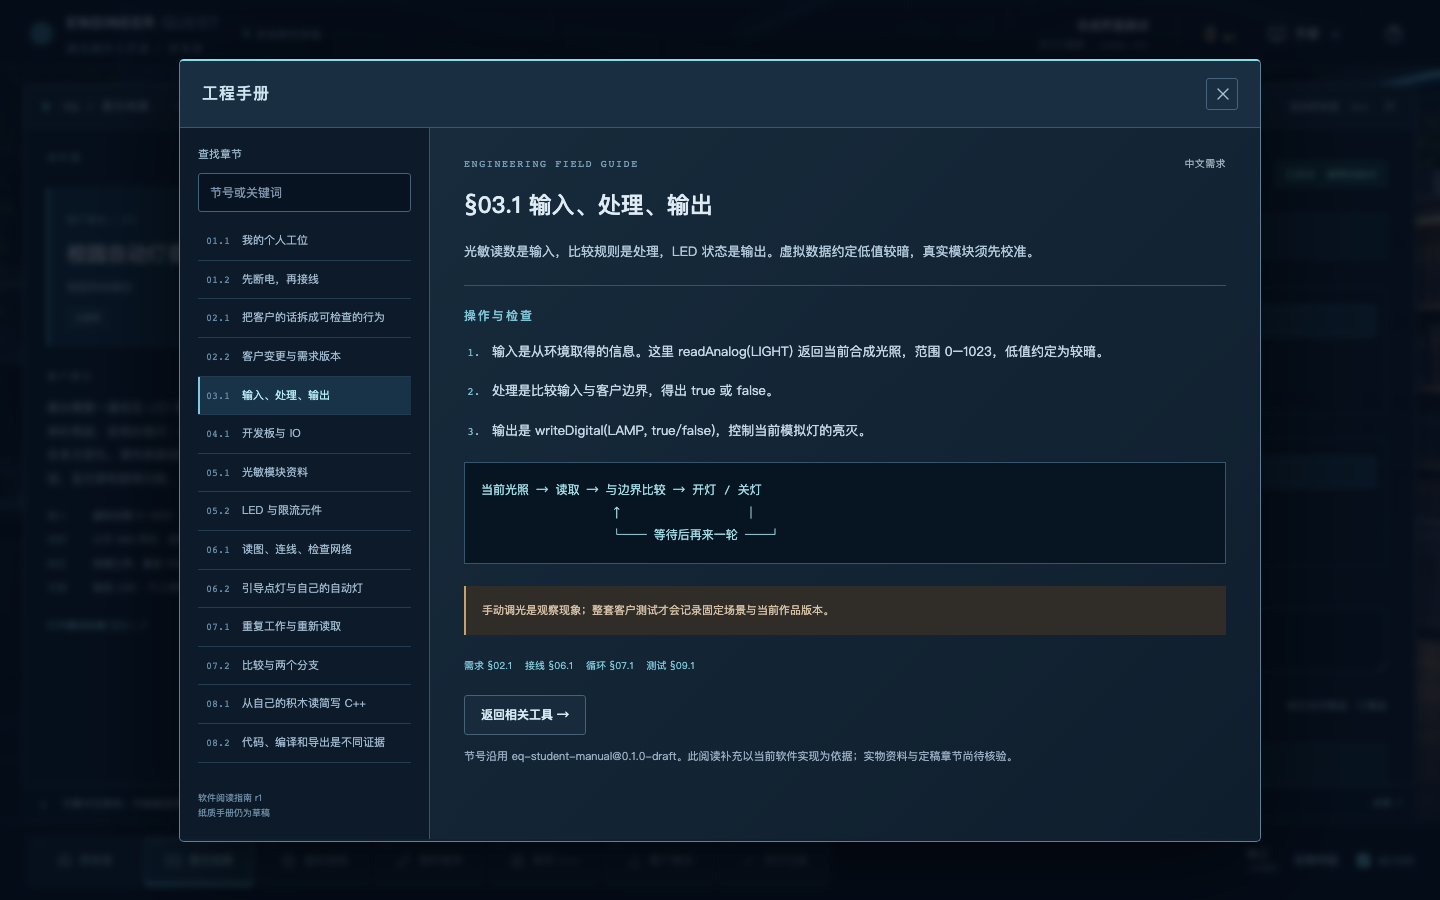 工程手册
查找章节
节号或关键词
01.1 我的个人工位
01.2 先断电，再接线
02.1 把客户的话拆成可检查的行为
02.2 客户变更与需求版本
03.1 输入、处理、输出
04.1 开发板与 IO
05.1 光敏模块资料
05.2 LED 与限流元件
06.1 读图、连线、检查网络
06.2 引导点灯与自己的自动灯
07.1 重复工作与重新读取
07.2 比较与两个分支
08.1 从自己的积木读简写 C++
08.2 代码、编译和导出是不同证据
软件阅读指南 r1
纸质手册仍为草稿
ENGINEERING FIELD GUIDE
中文需求
§03.1 输入、处理、输出
光敏读数是输入，比较规则是处理，LED 状态是输出。虚拟数据约定低值较暗，真实模块须先校准。
操作与检查
1. 输入是从环境取得的信息。这里 readAnalog(LIGHT) 返回当前合成光照，范围 0—1023，低值约定为较暗。
2. 处理是比较输入与客户边界，得出 true 或 false。
3. 输出是 writeDigital(LAMP, true/false)，控制当前模拟灯的亮灭。
当前光照 → 读取 → 与边界比较 → 开灯 / 关灯
↑ |
└─── 等待后再来一轮 ───┘
手动调光是观察现象；整套客户测试才会记录固定场景与当前作品版本。
需求 §02.1 接线 §06.1 循环 §07.1 测试 §09.1
返回相关工具 →
节号沿用 eq-student-manual@0.1.0-draft。此阅读补充以当前软件实现为依据；实物资料与定稿章节尚待核验。